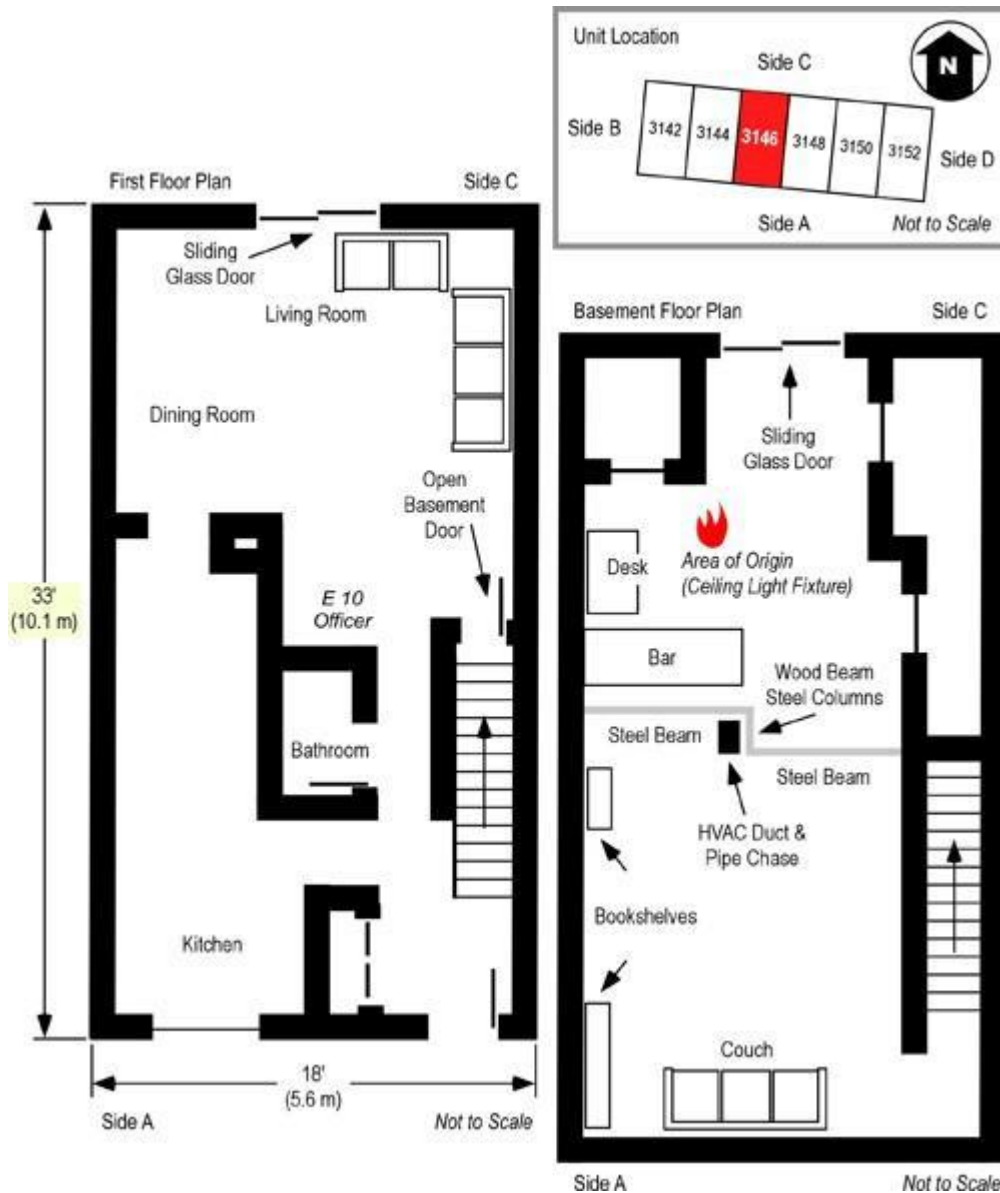 Unit Location
N
Side C
Side B
3142
3144
3146
3148
3150
3152
Side D
Side A
Not to Scale
First Floor Plan
Side C
Sliding
Glass Door
Living Room
Dining Room
Open
Basement
Door
E 10
Officer
33'
(10.1 m)
Bathroom
Kitchen
18'
(5.6 m)
Side A
Not to Scale
Basement Floor Plan
Side C
Sliding
Glass Door
Desk
Area of Origin
(Ceiling Light Fixture)
Bar
Wood Beam
Steel Columns
Steel Beam
Steel Beam
HVAC Duct &
Pipe Chase
Bookshelves
Couch
Side A
Not to Scale